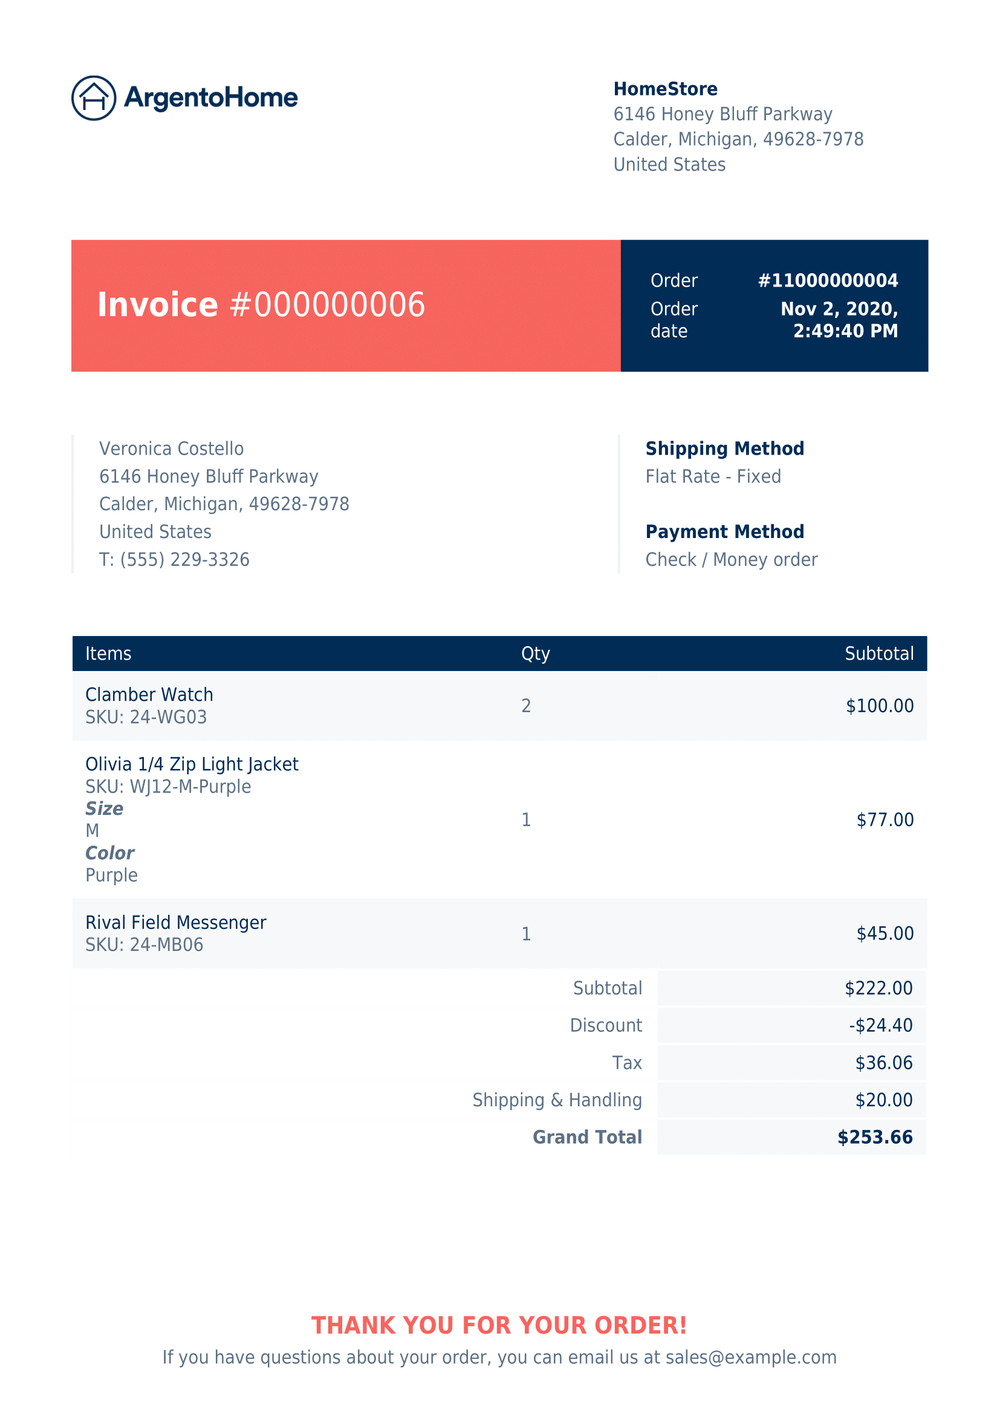 ArgentoHome
HomeStore
6146 Honey Bluff Parkway
Calder, Michigan, 49628-7978
United States
Invoice #000000006
Order #11000000004
Order date Nov 2, 2020, 2:49:40 PM
Veronica Costello
6146 Honey Bluff Parkway
Calder, Michigan, 49628-7978
United States
T: (555) 229-3326
Shipping Method
Flat Rate - Fixed
Payment Method
Check / Money order
Items Qty Subtotal
Clamber Watch
SKU: 24-WG03
2 $100.00
Olivia 1/4 Zip Light Jacket
SKU: WJ12-M-Purple
Size
M
Color
Purple
1 $77.00
Rival Field Messenger
SKU: 24-MB06
1 $45.00
Subtotal $222.00
Discount -$24.40
Tax $36.06
Shipping & Handling $20.00
Grand Total $253.66
THANK YOU FOR YOUR ORDER!
If you have questions about your order, you can email us at sales@example.com